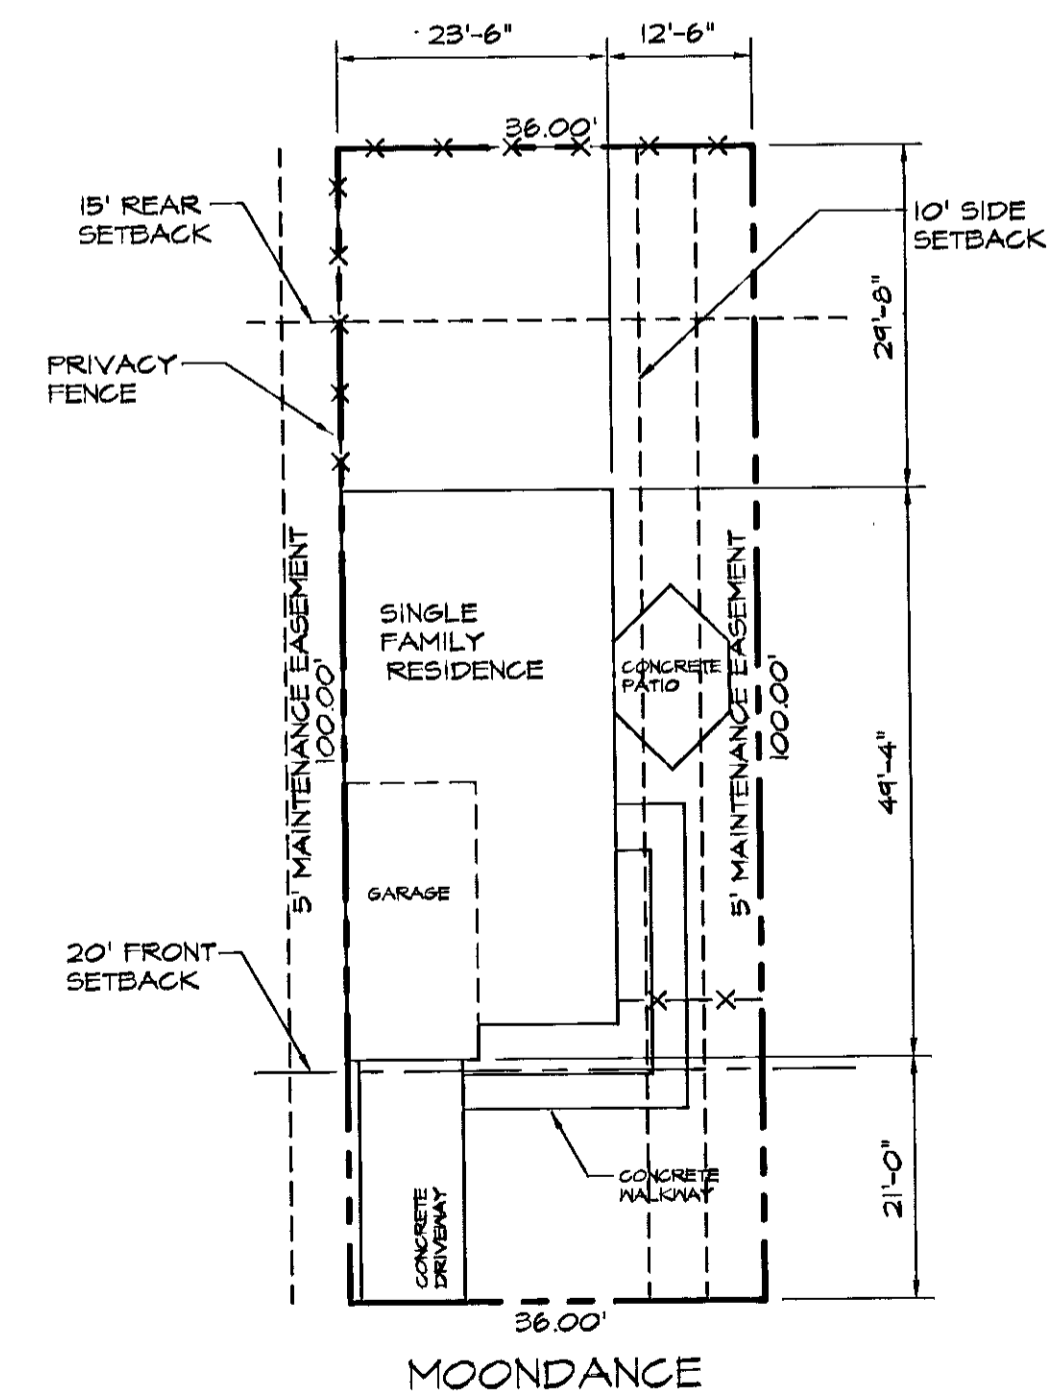 23'-6"
12'-6"
36.00'
15' REAR
SETBACK
10' SIDE
SETBACK
29'-8"
PRIVACY
FENCE
SINGLE
FAMILY
RESIDENCE
5' MAINTENANCE EASEMENT
100.00'
CONCRETE
PATIO
5' MAINTENANCE EASEMENT
100.00'
49'-4"
GARAGE
20' FRONT
SETBACK
CONCRETE
WALKWAY
21'-0"
CONCRETE
DRIVEWAY
36.00'
MOONDANCE